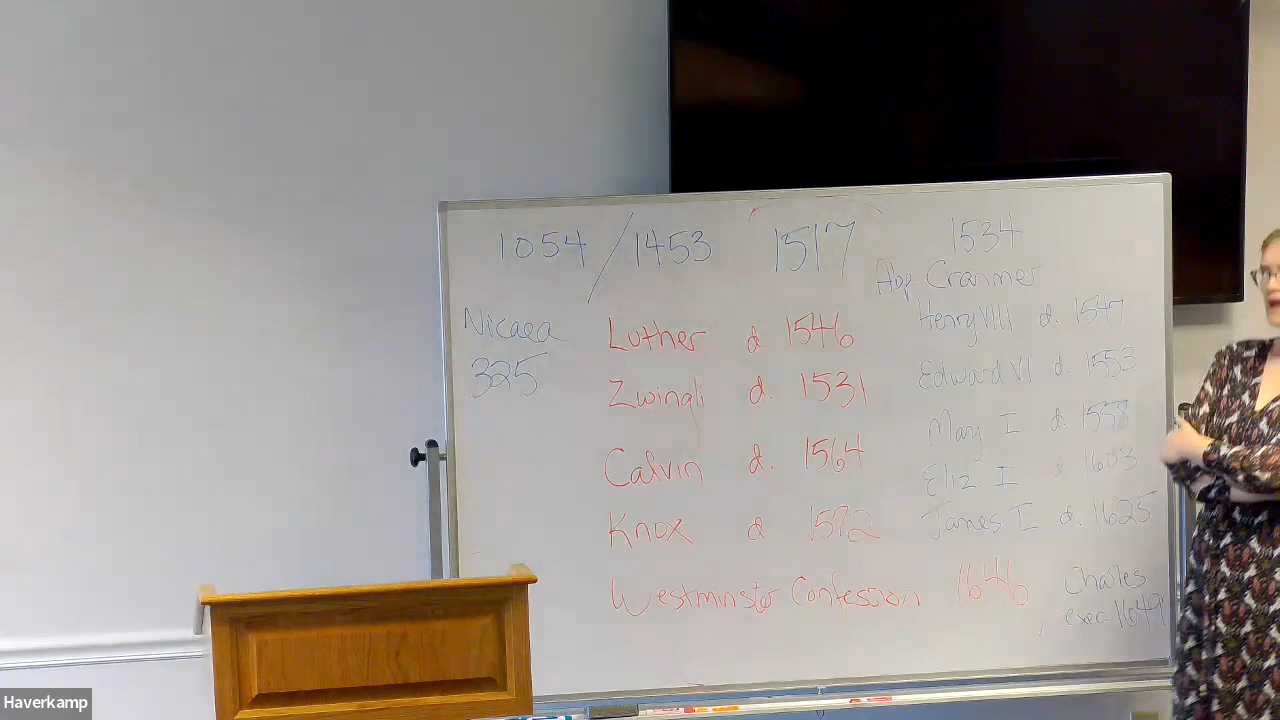 1054 / 1453 1517 1534
Abp Cranmer
Nicaea
325
Luther d. 1546
Zwingli d. 1531
Calvin d. 1564
Knox d 1572
Westminster Confession 1646
Henry VIII d. 1547
Edward VI d. 1553
Mary I d. 1558
Eliz I d 1603
James I d. 1625
Charles
exec 1649
Haverkamp